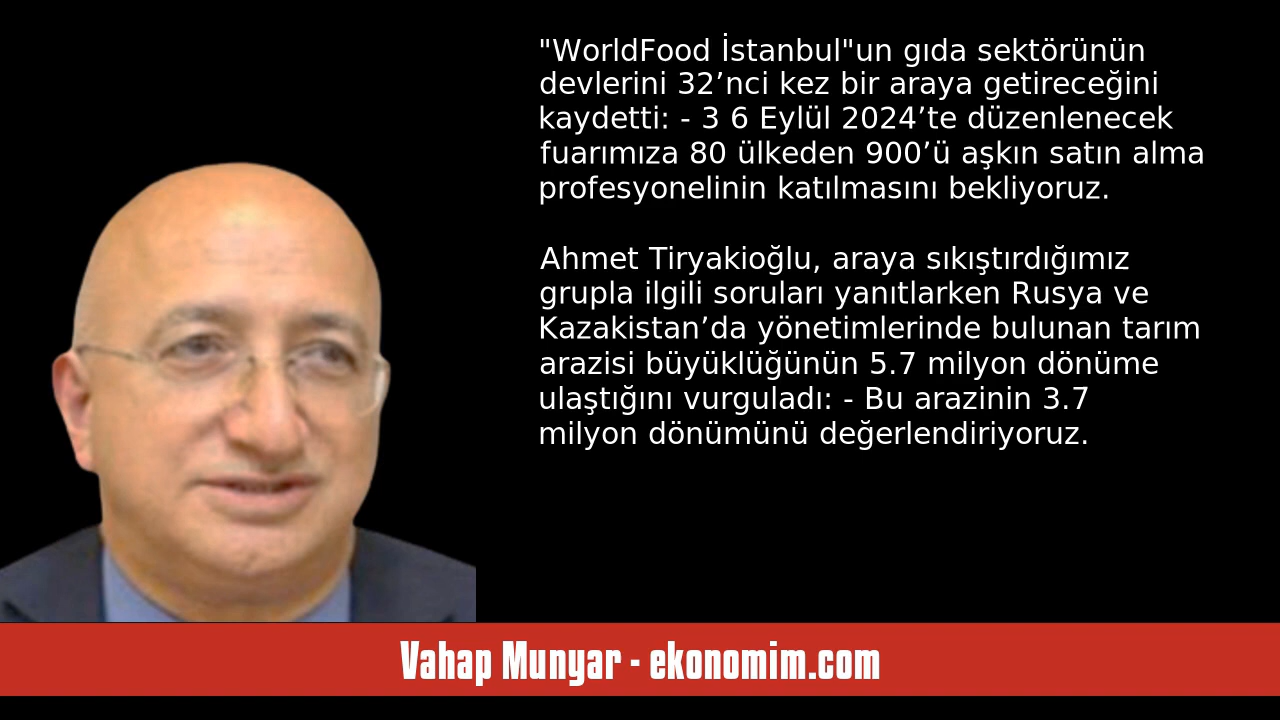 "WorldFood İstanbul"un gıda sektörünün
devlerini 32’nci kez bir araya getireceğini
kaydetti: - 3 6 Eylül 2024’te düzenlenecek
fuarımıza 80 ülkeden 900’ü aşkın satın alma
profesyonelinin katılmasını bekliyoruz.
Ahmet Tiryakioğlu, araya sıkıştırdığımız
grupla ilgili soruları yanıtlarken Rusya ve
Kazakistan’da yönetimlerinde bulunan tarım
arazisi büyüklüğünün 5.7 milyon dönüme
ulaştığını vurguladı: - Bu arazinin 3.7
milyon dönümünü değerlendiriyoruz.
Vahap Munyar - ekonomim.com